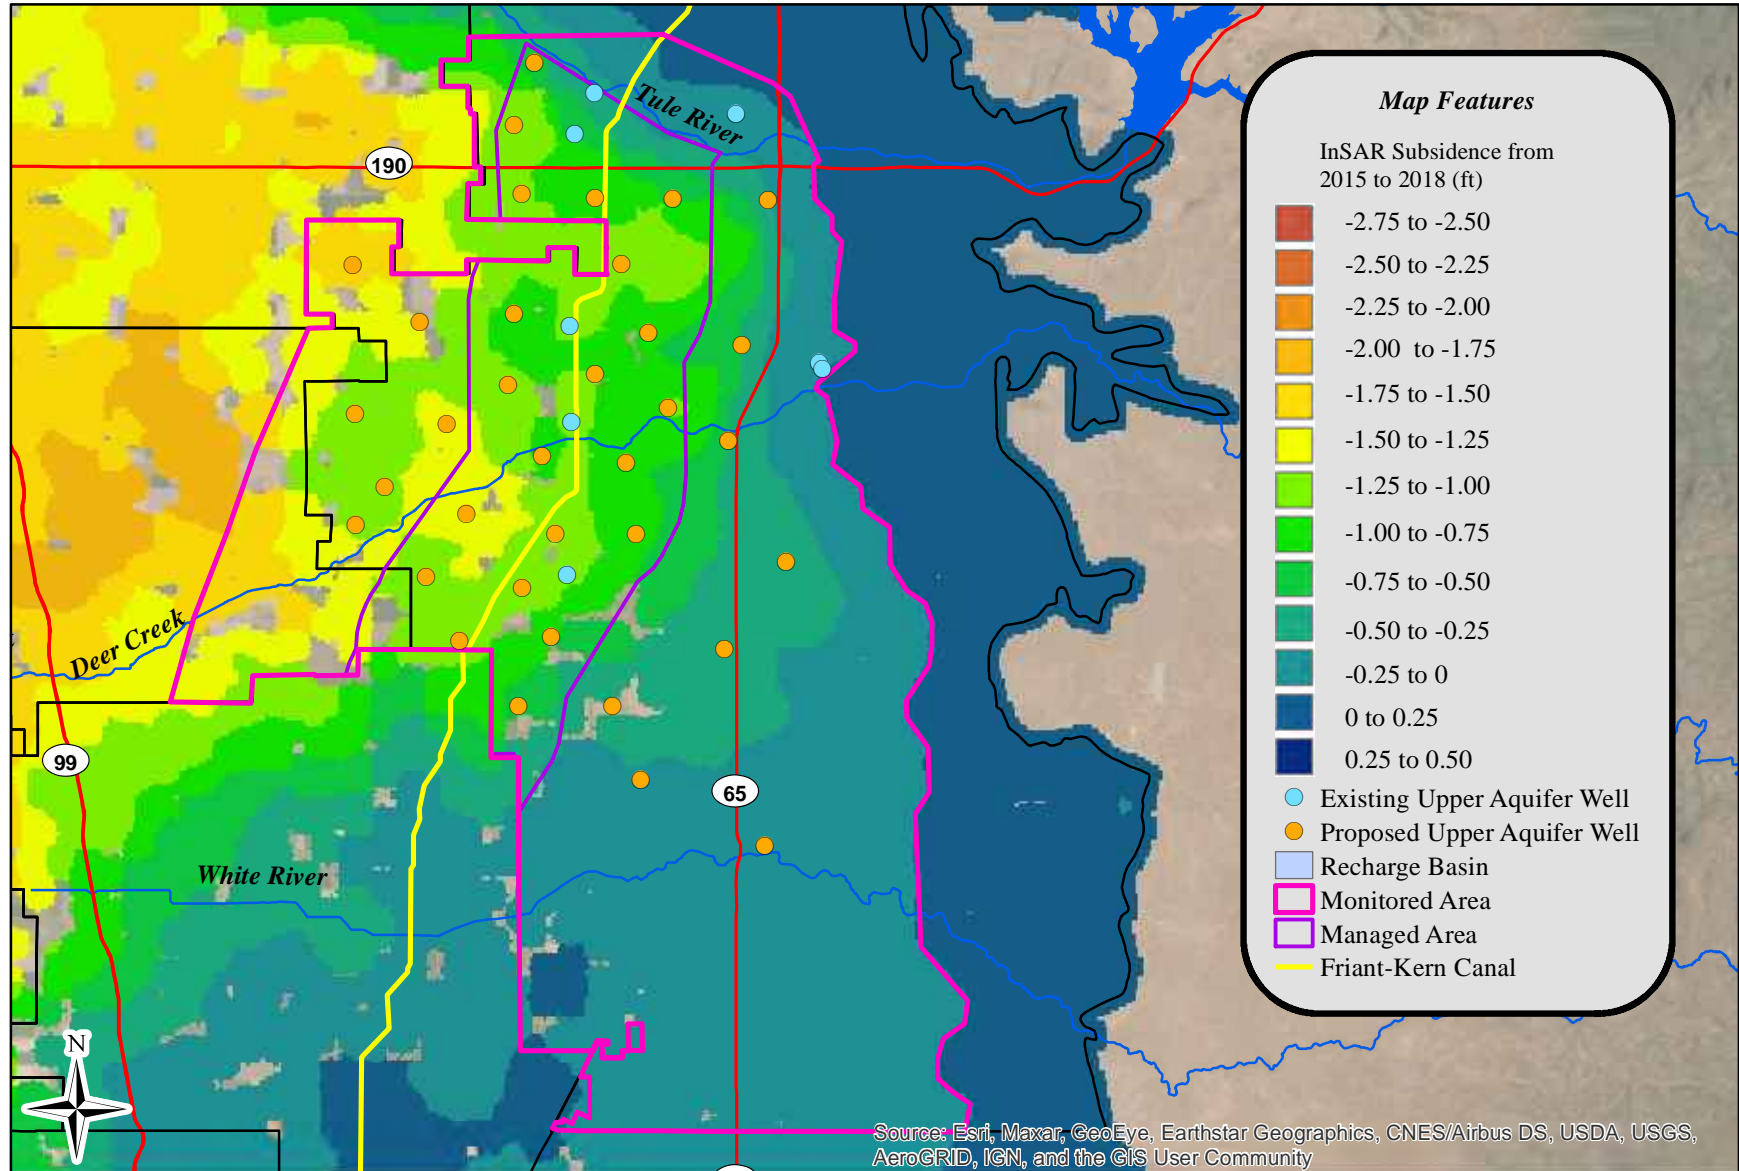 Tule River
190
Deer Creek
99
65
White River
N
Map Features
InSAR Subsidence from
2015 to 2018 (ft)
-2.75 to -2.50
-2.50 to -2.25
-2.25 to -2.00
-2.00 to -1.75
-1.75 to -1.50
-1.50 to -1.25
-1.25 to -1.00
-1.00 to -0.75
-0.75 to -0.50
-0.50 to -0.25
-0.25 to 0
0 to 0.25
0.25 to 0.50
Existing Upper Aquifer Well
Proposed Upper Aquifer Well
Recharge Basin
Monitored Area
Managed Area
Friant-Kern Canal
Source: Esri, Maxar, GeoEye, Earthstar Geographics, CNES/Airbus DS, USDA, USGS,
AeroGRID, IGN, and the GIS User Community